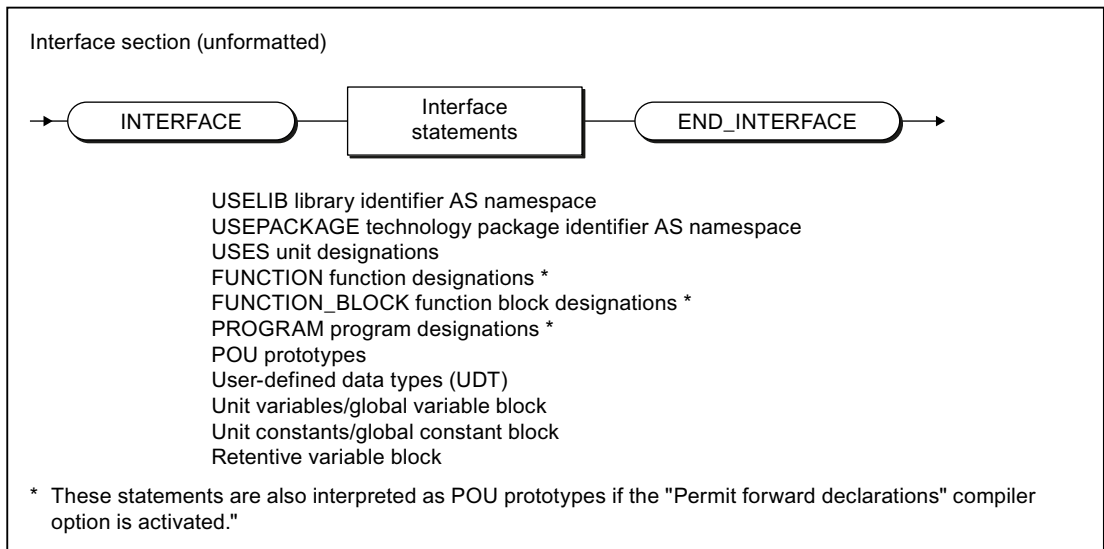 Interface section (unformatted)
INTERFACE
Interface
statements
END_INTERFACE
USELIB library identifier AS namespace
USEPACKAGE technology package identifier AS namespace
USES unit designations
FUNCTION function designations *
FUNCTION_BLOCK function block designations *
PROGRAM program designations *
POU prototypes
User-defined data types (UDT)
Unit variables/global variable block
Unit constants/global constant block
Retentive variable block
* These statements are also interpreted as POU prototypes if the "Permit forward declarations" compiler
option is activated."